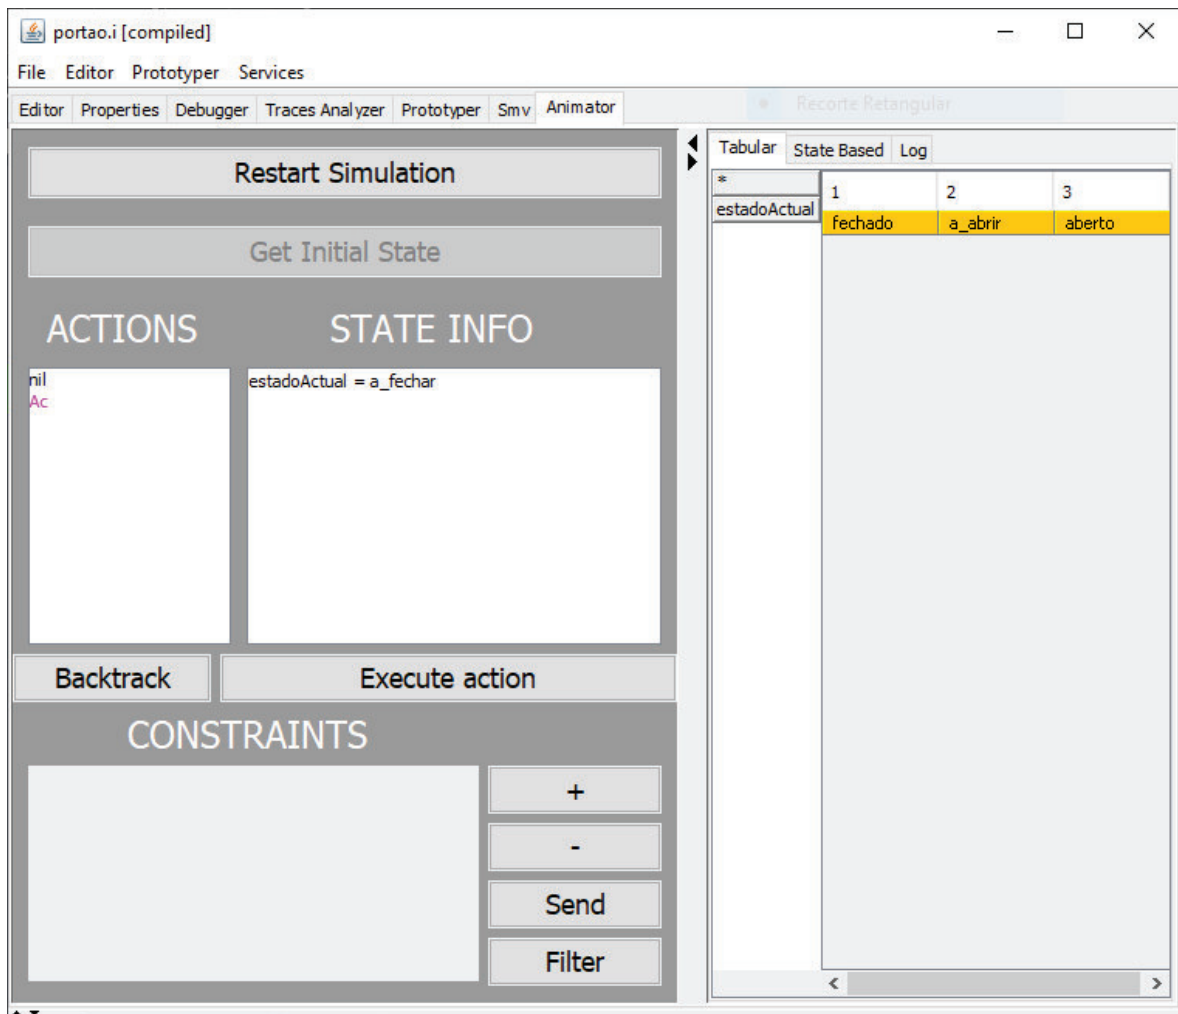 portao.i [compiled]
File Editor Prototyper Services
Editor Properties Debugger Traces Analyzer Prototyper Smv Animator
Recorte Retangular
Restart Simulation
Get Initial State
ACTIONS STATE INFO
nil
Ac
estadoActual = a_fechar
Backtrack Execute action
CONSTRAINTS
+
-
Send
Filter
Tabular State Based Log
* 1 2 3
estadoActual fechado a_abrir aberto